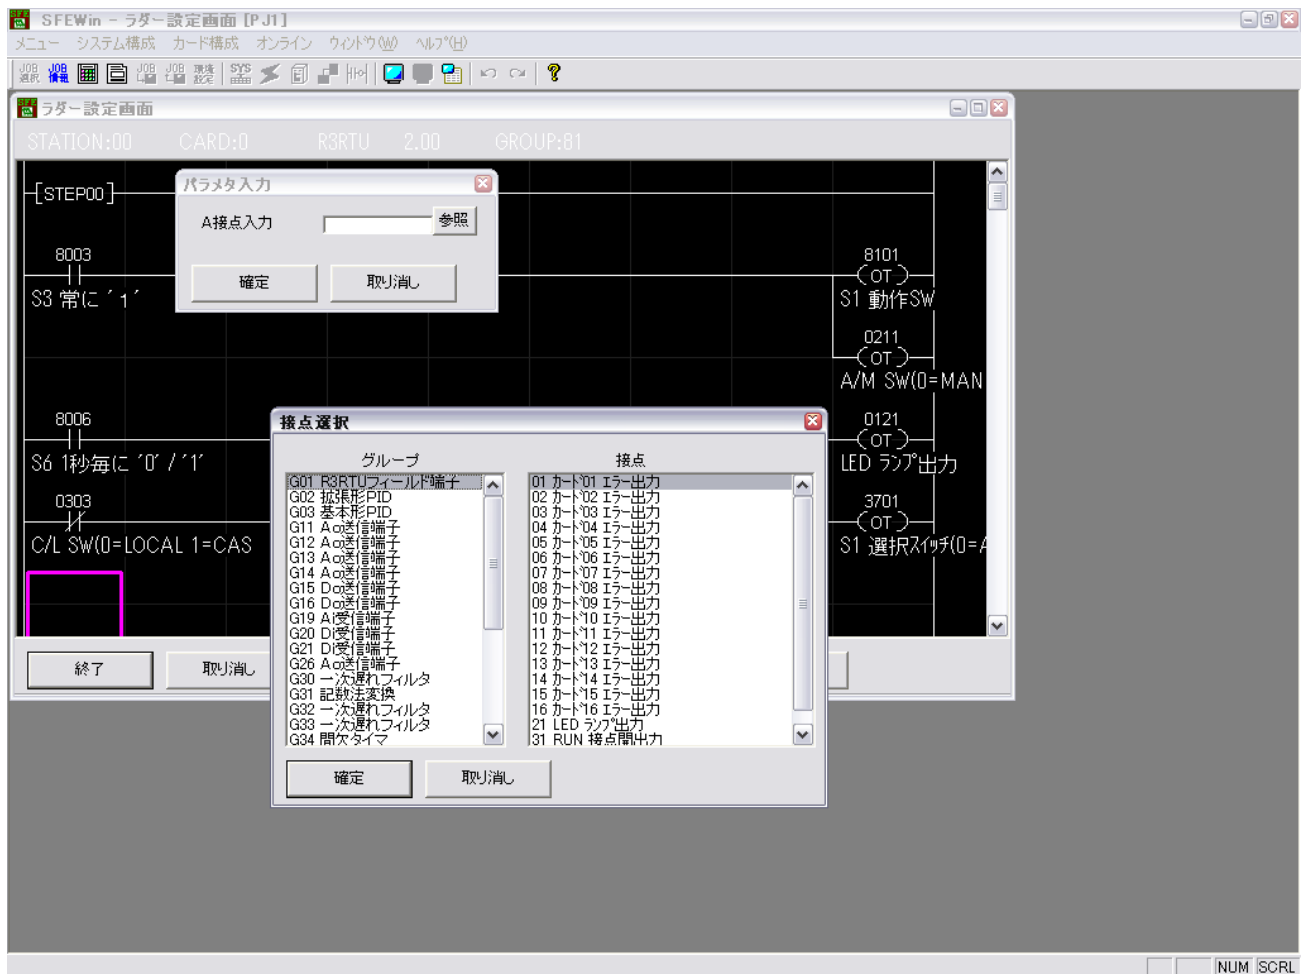 SFEWin - ラダー設定画面 [PJ1]
メニュー システム構成 カード構成 オンライン ウィンドウ(W) ヘルプ(H)
JOB選択 JOB情報 JOB JOB 環境設定 SYS
ラダー設定画面
STATION:00 CARD:0 R3RTU 2.00 GROUP:81
[STEP00]
パラメタ入力
A接点入力
参照
確定 取り消し
8003
S3 常に ´1´
8101
(OT)
S1 動作SW
0211
(OT)
A/M SW(0=MAN
8006
S6 1秒毎に ´0´ / ´1´
0121
(OT)
LED ランプ出力
0303
C/L SW(0=LOCAL 1=CAS
3701
(OT)
S1 選択スイッチ(0=A
終了 取り消し
接点選択
グループ
G01 R3RTUフィールド端子
G02 拡張形PID
G03 基本形PID
G11 Ao送信端子
G12 Ao送信端子
G13 Ao送信端子
G14 Ao送信端子
G15 Do送信端子
G16 Do送信端子
G19 Ai受信端子
G20 Di受信端子
G21 Di受信端子
G26 Ao送信端子
G30 一次遅れフィルタ
G31 記数法変換
G32 一次遅れフィルタ
G33 一次遅れフィルタ
G34 間欠タイマ
接点
01 カード01 エラー出力
02 カード02 エラー出力
03 カード03 エラー出力
04 カード04 エラー出力
05 カード05 エラー出力
06 カード06 エラー出力
07 カード07 エラー出力
08 カード08 エラー出力
09 カード09 エラー出力
10 カード10 エラー出力
11 カード11 エラー出力
12 カード12 エラー出力
13 カード13 エラー出力
14 カード14 エラー出力
15 カード15 エラー出力
16 カード16 エラー出力
21 LED ランプ出力
31 RUN 接点開出力
確定 取り消し
NUM SCRL